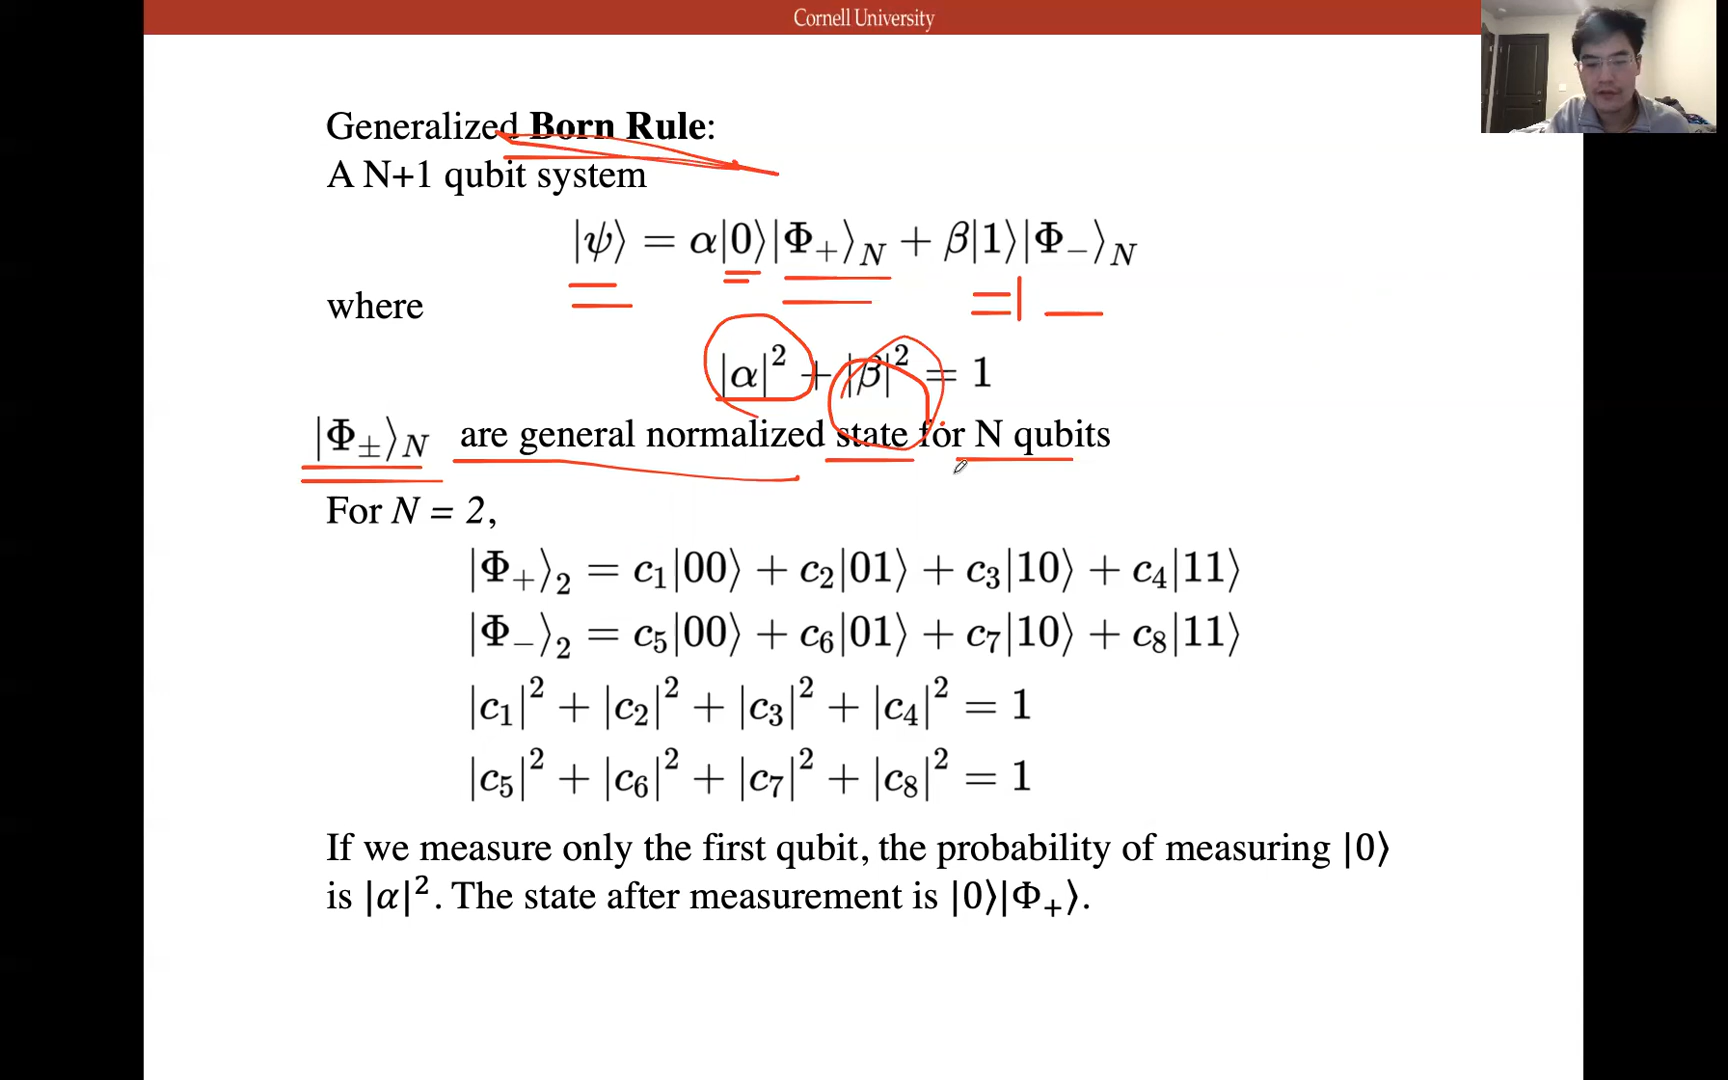 Cornell University
Generalized Born Rule:
A N+1 qubit system
|ψ⟩ = α|0⟩|Φ₊⟩_N + β|1⟩|Φ₋⟩_N
where
|α|² + |β|² = 1
|Φ±⟩_N are general normalized state for N qubits
For N = 2,
|Φ₊⟩₂ = c₁|00⟩ + c₂|01⟩ + c₃|10⟩ + c₄|11⟩
|Φ₋⟩₂ = c₅|00⟩ + c₆|01⟩ + c₇|10⟩ + c₈|11⟩
|c₁|² + |c₂|² + |c₃|² + |c₄|² = 1
|c₅|² + |c₆|² + |c₇|² + |c₈|² = 1
If we measure only the first qubit, the probability of measuring |0⟩
is |α|². The state after measurement is |0⟩|Φ₊⟩.